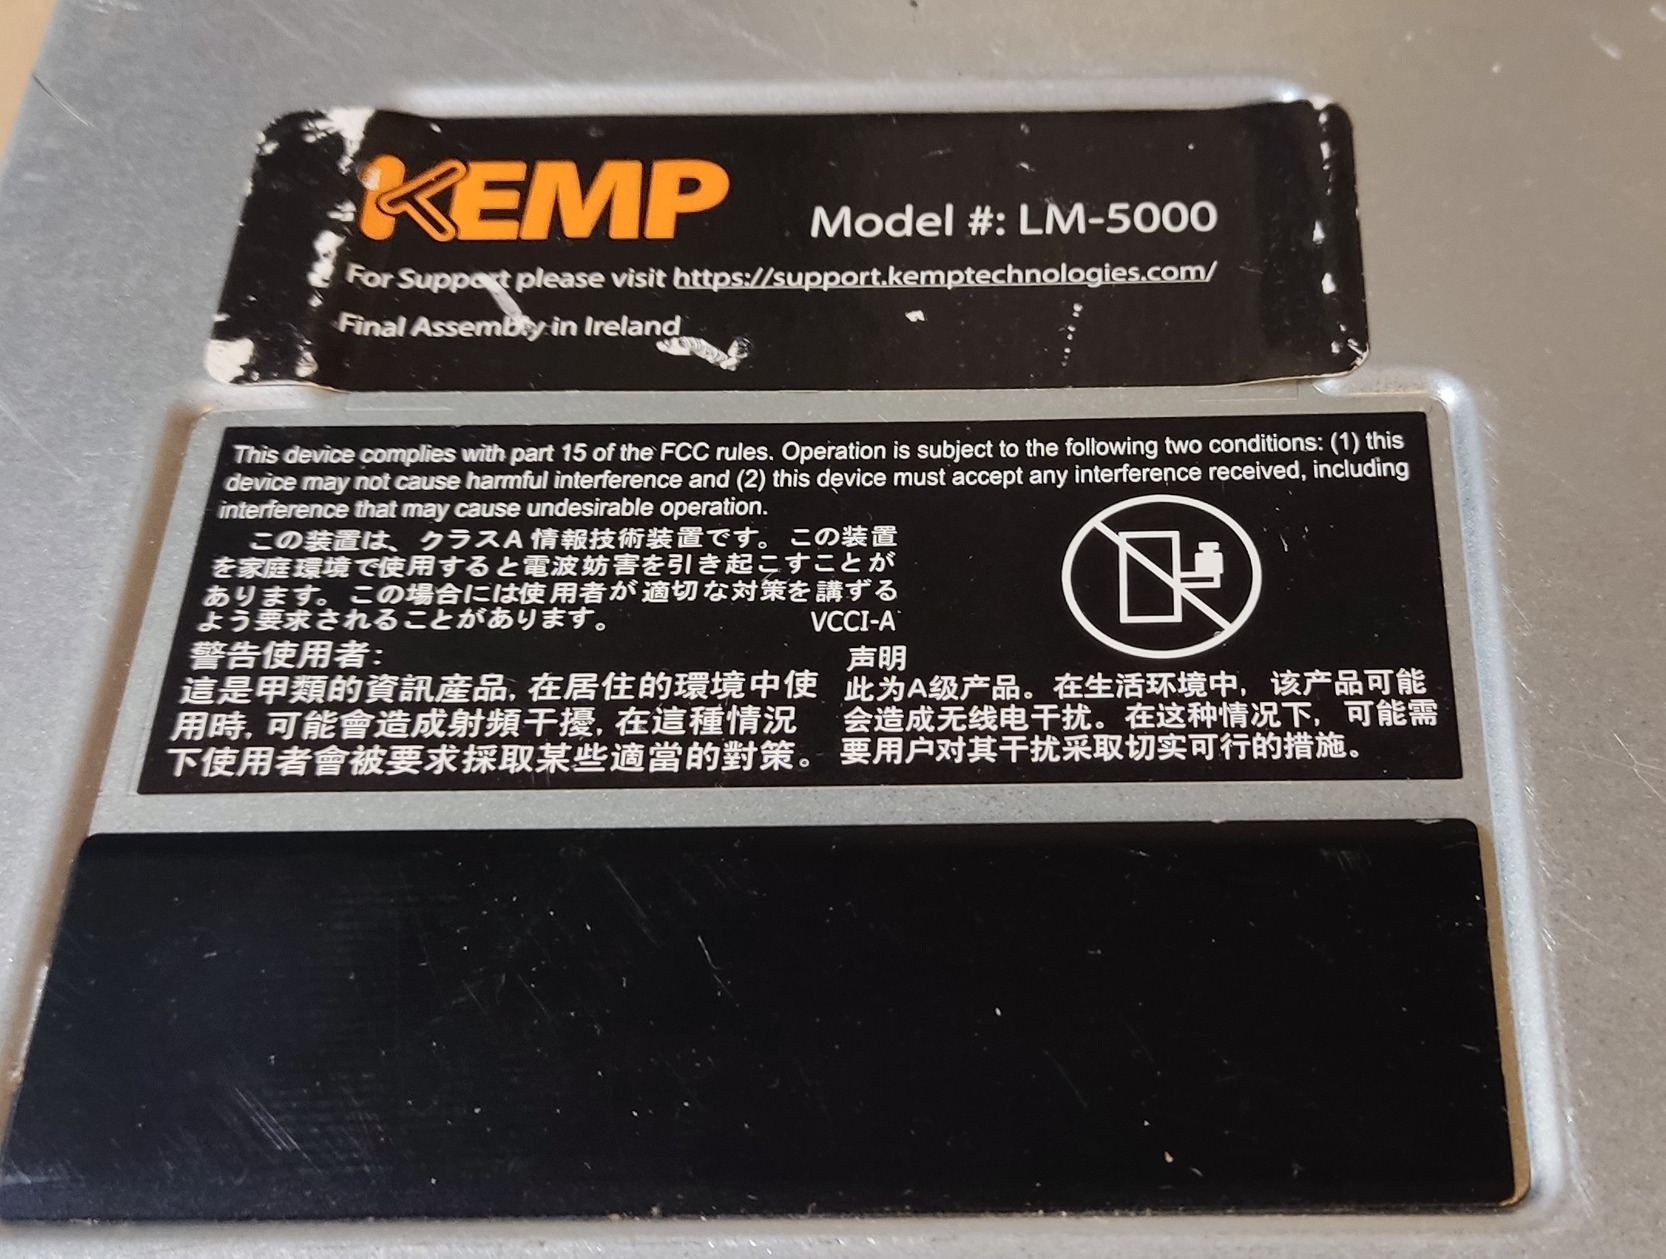 KEMP Model #: LM-5000
For Support please visit https://support.kemptechnologies.com/
Final Assembly in Ireland
This device complies with part 15 of the FCC rules. Operation is subject to the following two conditions: (1) this
device may not cause harmful interference and (2) this device must accept any interference received, including
interference that may cause undesirable operation.
この装置は、クラスA 情報技術装置です。この装置
を家庭環境で使用すると電波妨害を引き起こすことが
あります。この場合には使用者が適切な対策を講ずる
よう要求されることがあります。 VCCI-A
警告使用者:
這是甲類的資訊產品, 在居住的環境中使
用時, 可能會造成射頻干擾, 在這種情況
下使用者會被要求採取某些適當的對策。
声明
此为A级产品。在生活环境中, 该产品可能
会造成无线电干扰。在这种情况下, 可能需
要用户对其干扰采取切实可行的措施。